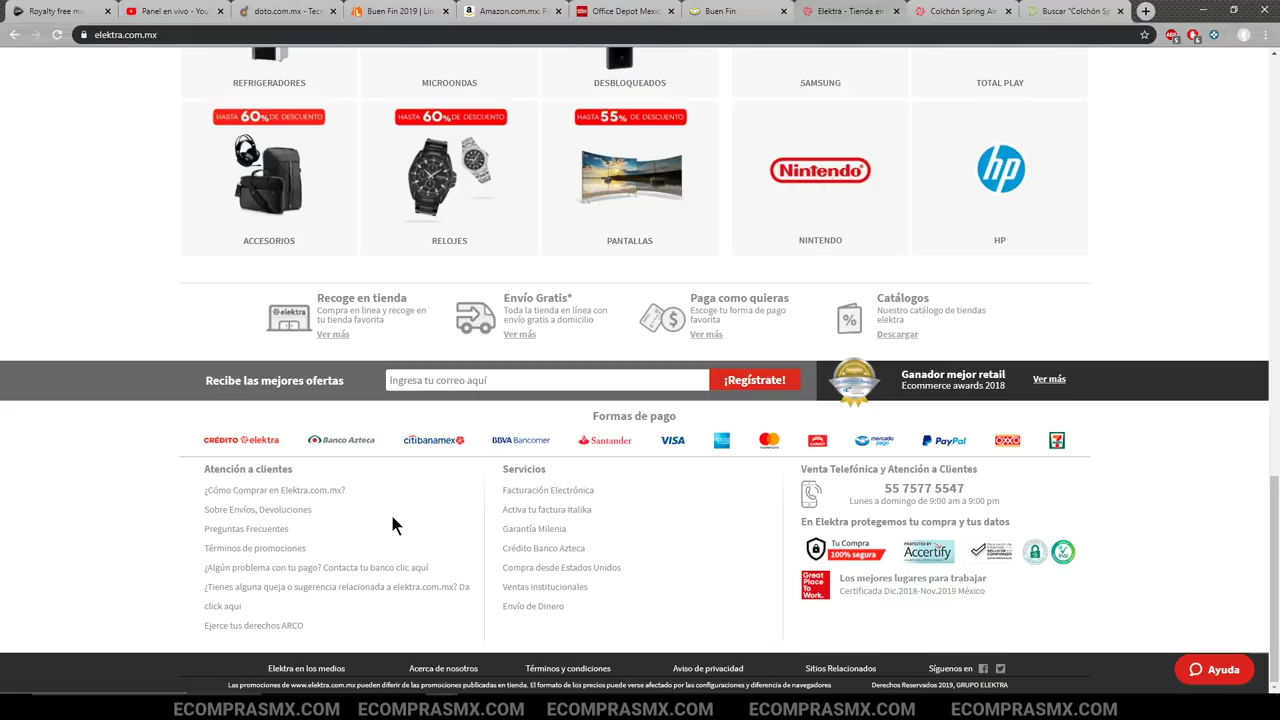 Royalty free mu
Panel en vivo - You
doto.com.mx - Tec
Buen Fin 2019 | Lin
Amazon.com.mx: P
Office Depot Mexi
Buen Fin
Elektra - Tienda en
Colchón Spring Air
Buscar "Colchón Sp
elektra.com.mx
REFRIGERADORES
MICROONDAS
DESBLOQUEADOS
SAMSUNG
TOTAL PLAY
HASTA 60% DE DESCUENTO
HASTA 60% DE DESCUENTO
HASTA 55% DE DESCUENTO
Nintendo
hp
ACCESORIOS
RELOJES
PANTALLAS
NINTENDO
HP
elektra
Recoge en tienda
Compra en línea y recoge en
tu tienda favorita
Ver más
Envío Gratis*
Toda la tienda en línea con
envío gratis a domicilio
Ver más
Paga como quieras
Escoge tu forma de pago
favorita
Ver más
Catálogos
Nuestro catálogo de tiendas
elektra
Descargar
Recibe las mejores ofertas
Ingresa tu correo aquí
¡Regístrate!
Ganador mejor retail
Ecommerce awards 2018
Ver más
Formas de pago
CRÉDITO elektra
Banco Azteca
citibanamex
BBVA Bancomer
Santander
VISA
mercado pago
PayPal
OXXO
Atención a clientes
¿Cómo Comprar en Elektra.com.mx?
Sobre Envíos, Devoluciones
Preguntas Frecuentes
Términos de promociones
¿Algún problema con tu pago? Contacta tu banco clic aquí
¿Tienes alguna queja o sugerencia relacionada a elektra.com.mx? Da
click aqui
Ejerce tus derechos ARCO
Servicios
Facturación Electrónica
Activa tu factura Italika
Garantía Milenia
Crédito Banco Azteca
Compra desde Estados Unidos
Ventas institucionales
Envío de Dinero
Venta Telefónica y Atención a Clientes
55 7577 5547
Lunes a domingo de 9:00 am a 9:00 pm
En Elektra protegemos tu compra y tus datos
Tu Compra
100% segura
PROTECTED BY
Accertify
SELLO DE CONFIANZA
Great
Place
To
Work.
Los mejores lugares para trabajar
Certificada Dic.2018-Nov.2019 México
Elektra en los medios
Acerca de nosotros
Términos y condiciones
Aviso de privacidad
Sitios Relacionados
Síguenos en
Ayuda
Las promociones de www.elektra.com.mx pueden diferir de las promociones publicadas en tienda. El formato de los precios puede verse afectado por las configuraciones y diferencia de navegadores
Derechos Reservados 2019, GRUPO ELEKTRA
ECOMPRASMX.COM ECOMPRASMX.COM ECOMPRASMX.COM ECOMPRASMX.COM ECOMPRASMX.COM